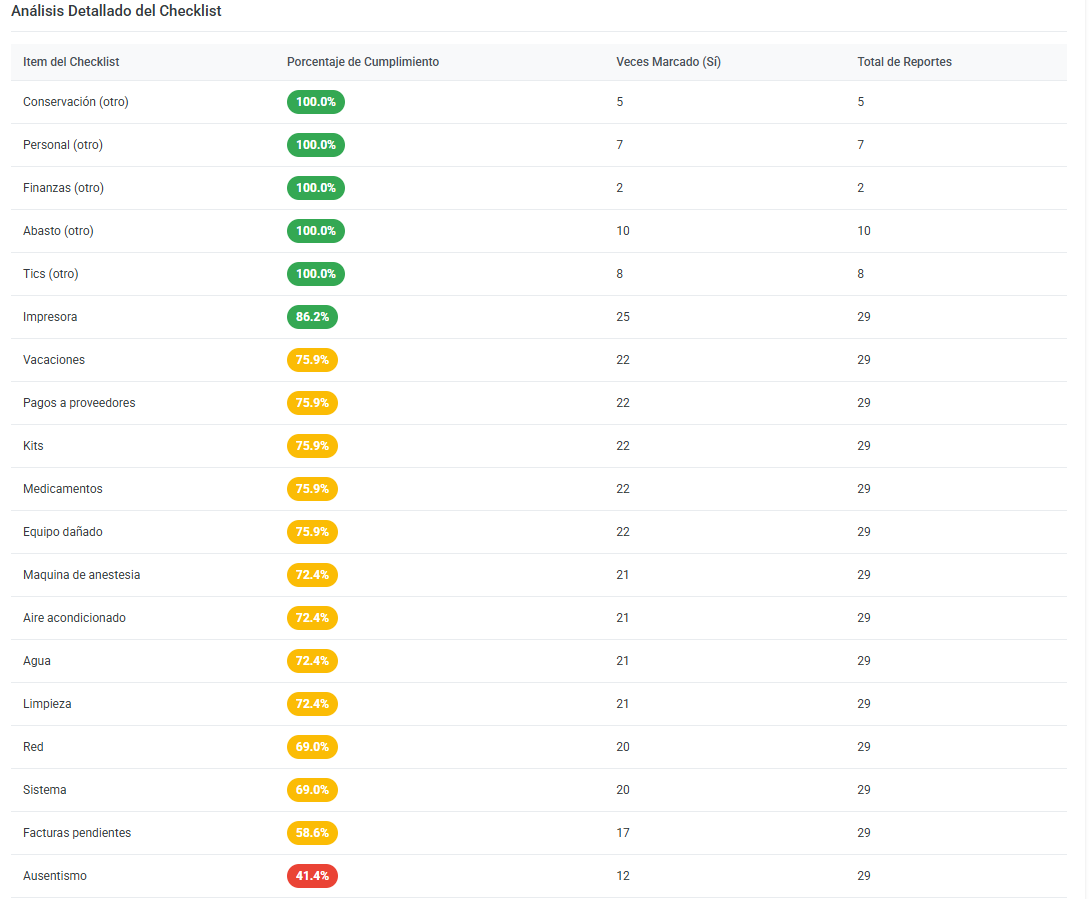 Análisis Detallado del Checklist
Item del Checklist Porcentaje de Cumplimiento Veces Marcado (Sí) Total de Reportes
Conservación (otro) 100.0% 5 5
Personal (otro) 100.0% 7 7
Finanzas (otro) 100.0% 2 2
Abasto (otro) 100.0% 10 10
Tics (otro) 100.0% 8 8
Impresora 86.2% 25 29
Vacaciones 75.9% 22 29
Pagos a proveedores 75.9% 22 29
Kits 75.9% 22 29
Medicamentos 75.9% 22 29
Equipo dañado 75.9% 22 29
Maquina de anestesia 72.4% 21 29
Aire acondicionado 72.4% 21 29
Agua 72.4% 21 29
Limpieza 72.4% 21 29
Red 69.0% 20 29
Sistema 69.0% 20 29
Facturas pendientes 58.6% 17 29
Ausentismo 41.4% 12 29